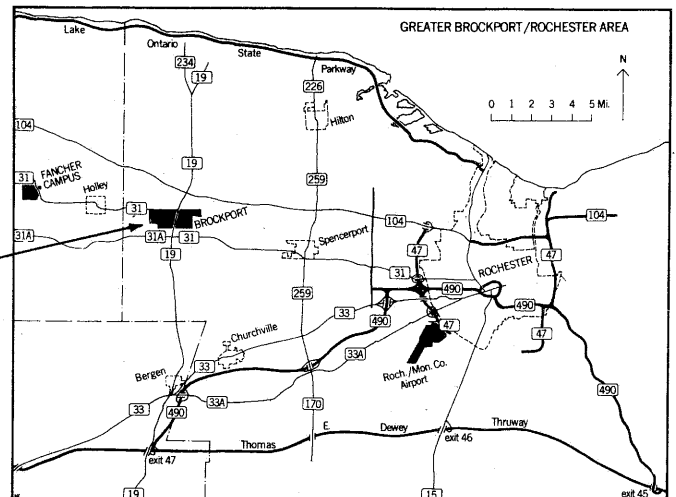 GREATER BROCKPORT/ROCHESTER AREA
Lake Ontario State Parkway
N
0 1 2 3 4 5 Mi.
234
19
226
Hilton
104
19
31
FANCHER
CAMPUS
Holley
31
BROCKPORT
259
104
104
31A
31A
31
Spencerport
47
47
19
31
ROCHESTER
259
490
490
490
33
490
47
47
Churchville
Roch./Mon. Co.
Airport
Bergen
33
33A
33
33A
490
170
490
Thomas E. Dewey Thruway
exit 46
exit 47
exit 45
19
15